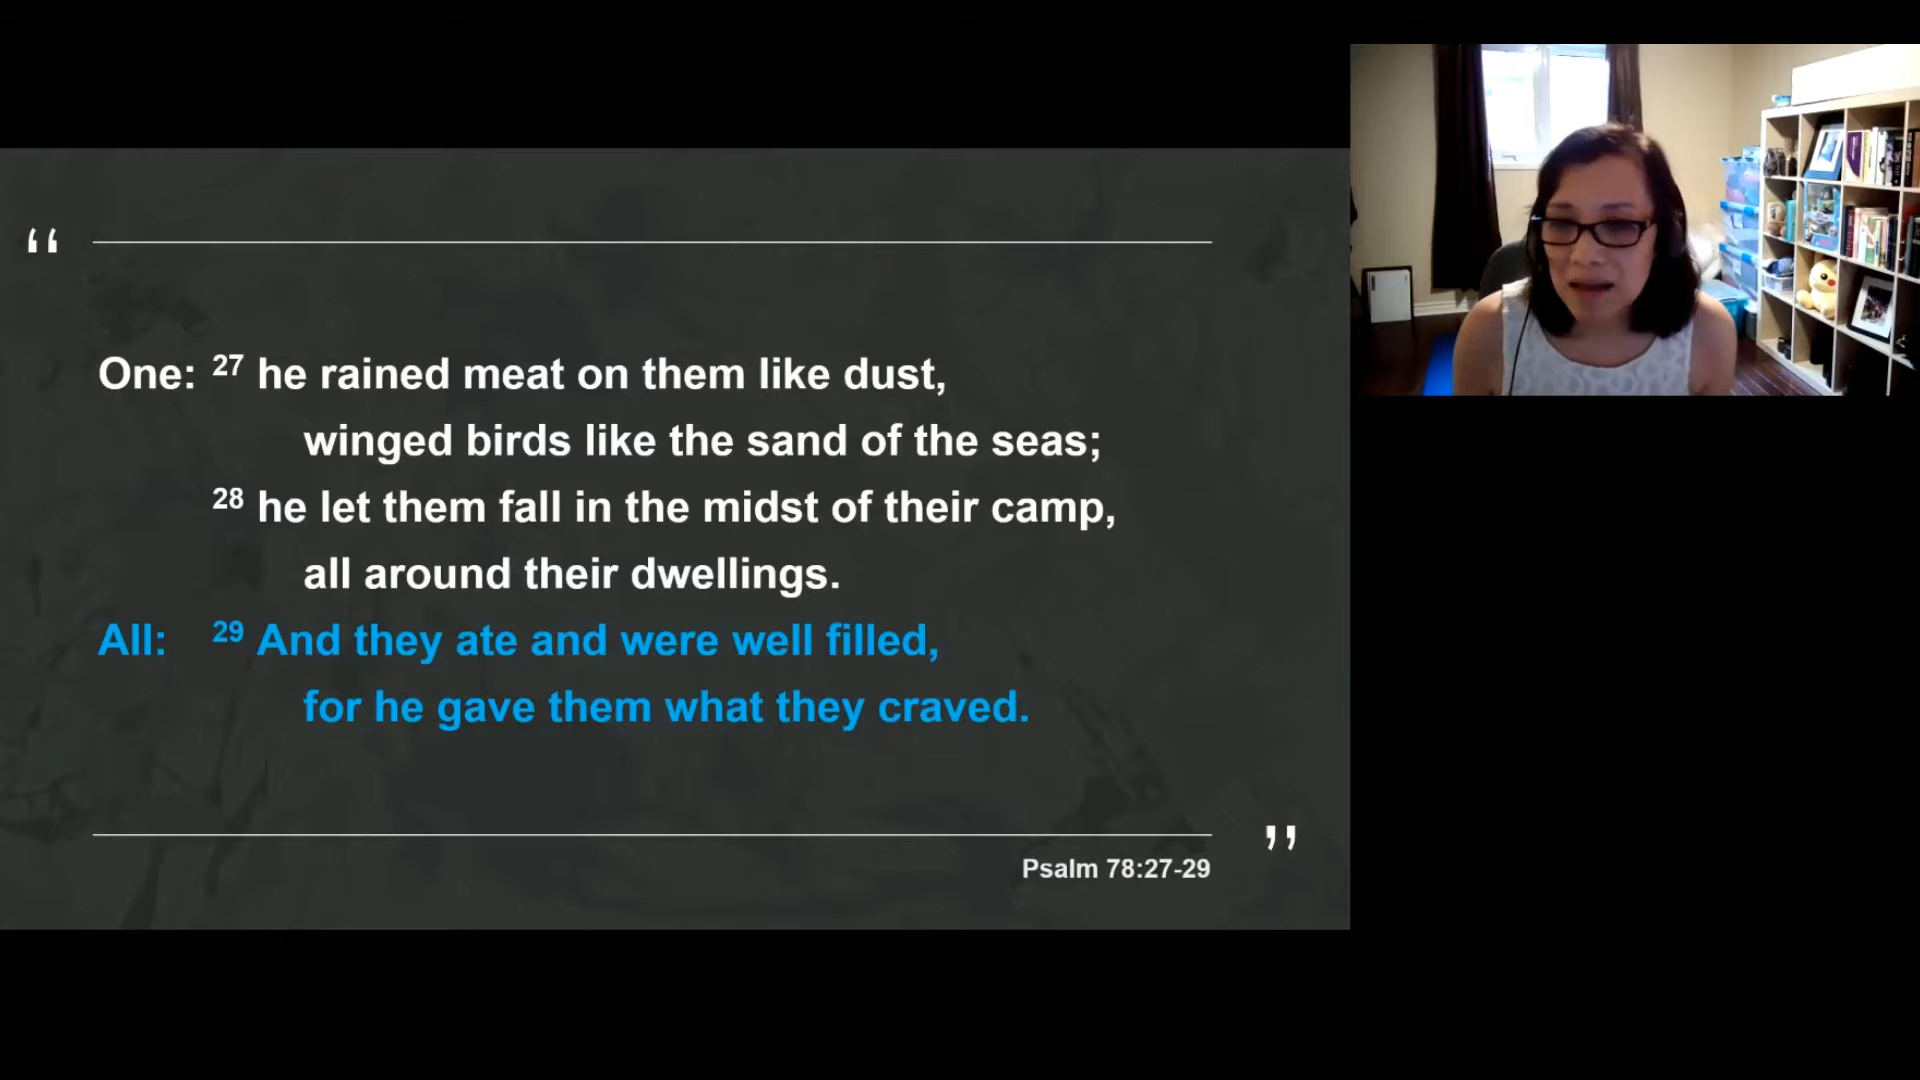 “
One: 27 he rained meat on them like dust,
winged birds like the sand of the seas;
28 he let them fall in the midst of their camp,
all around their dwellings.
All: 29 And they ate and were well filled,
for he gave them what they craved.
”
Psalm 78:27-29